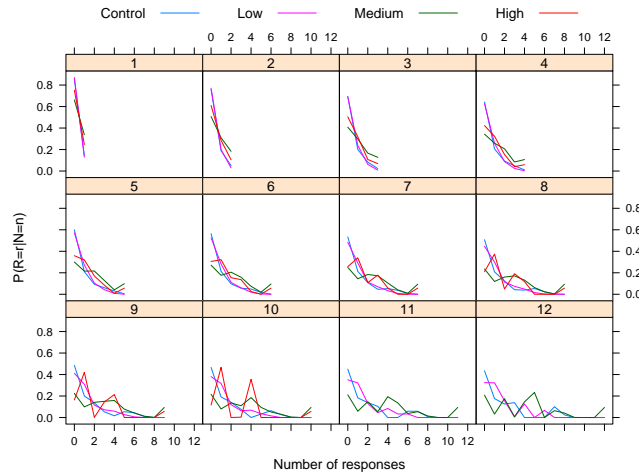 Control Low Medium High
0 2 4 6 8 10 12 0 2 4 6 8 10 12
1 2 3 4
0.0 0.2 0.4 0.6 0.8
5 6 7 8
0.0 0.2 0.4 0.6 0.8
9 10 11 12
0.0 0.2 0.4 0.6 0.8
0 2 4 6 8 10 12 0 2 4 6 8 10 12
P(R=r|N=n)
Number of responses